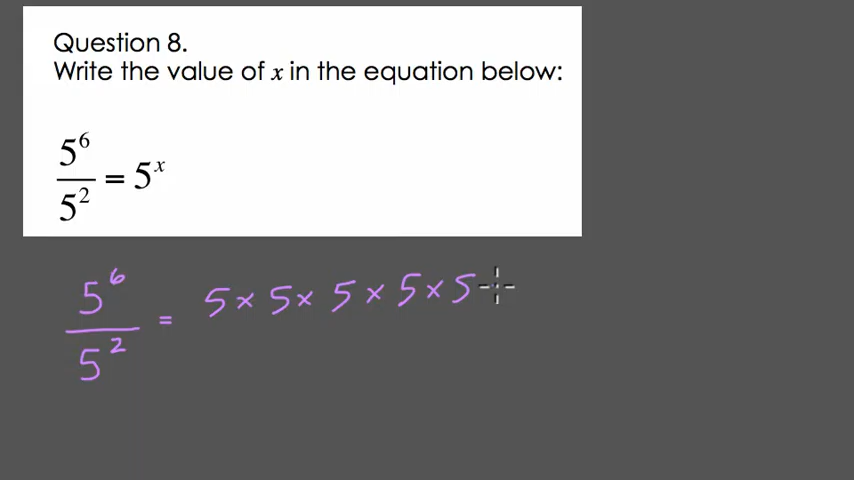 Question 8.
Write the value of x in the equation below:
5⁶/5² = 5ˣ
5⁶/5² = 5 × 5 × 5 × 5 × 5